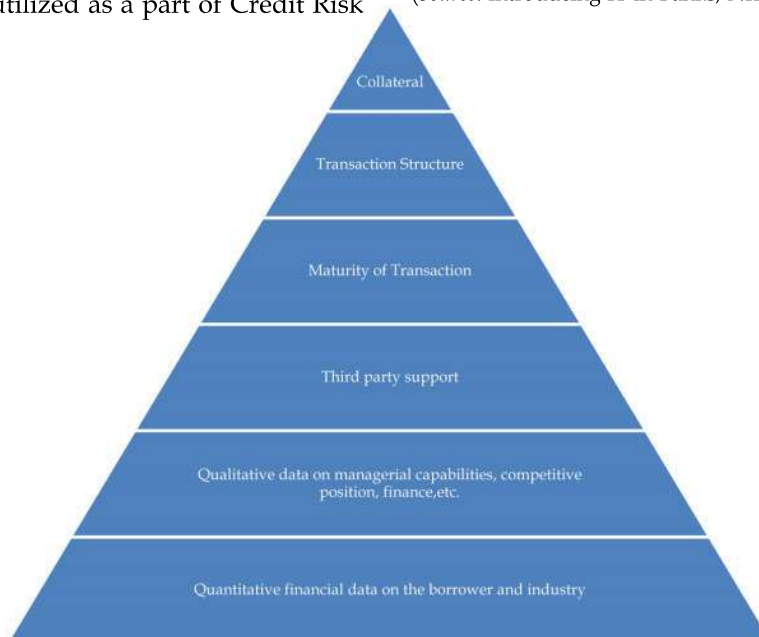 utilized as a part of Credit Risk
Collateral
Transaction Structure
Maturity of Transaction
Third party support
Qualitative data on managerial capabilities, competitive
position, finance,etc.
Quantitative financial data on the borrower and industry